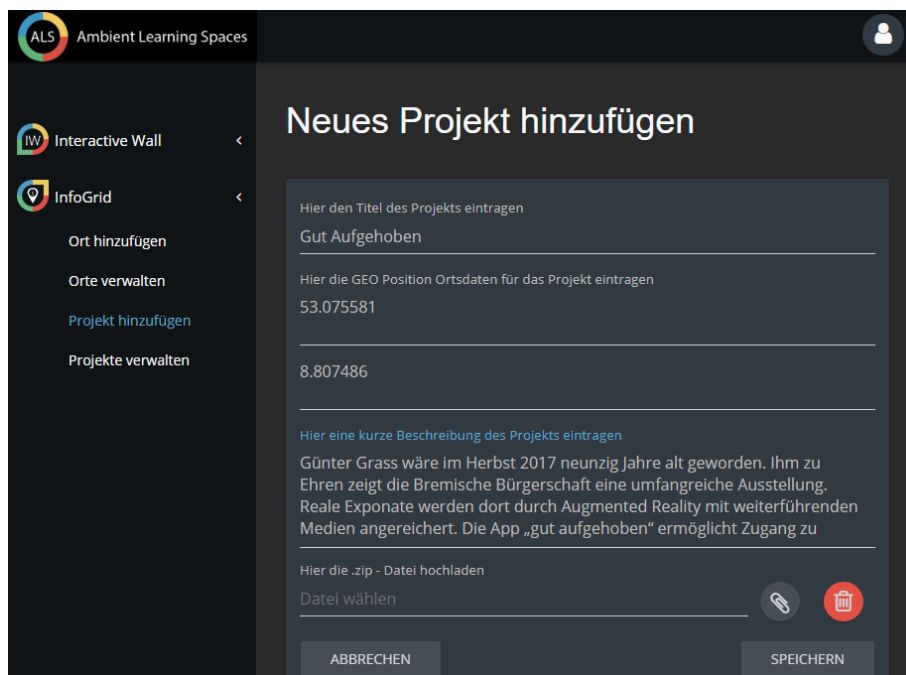 ALS Ambient Learning Spaces
IW Interactive Wall
InfoGrid
Ort hinzufügen
Orte verwalten
Projekt hinzufügen
Projekte verwalten
Neues Projekt hinzufügen
Hier den Titel des Projekts eintragen
Gut Aufgehoben
Hier die GEO Position Ortsdaten für das Projekt eintragen
53.075581
8.807486
Hier eine kurze Beschreibung des Projekts eintragen
Günter Grass wäre im Herbst 2017 neunzig Jahre alt geworden. Ihm zu
Ehren zeigt die Bremische Bürgerschaft eine umfangreiche Ausstellung.
Reale Exponate werden dort durch Augmented Reality mit weiterführenden
Medien angereichert. Die App „gut aufgehoben“ ermöglicht Zugang zu
Hier die .zip - Datei hochladen
Datei wählen
ABBRECHEN SPEICHERN